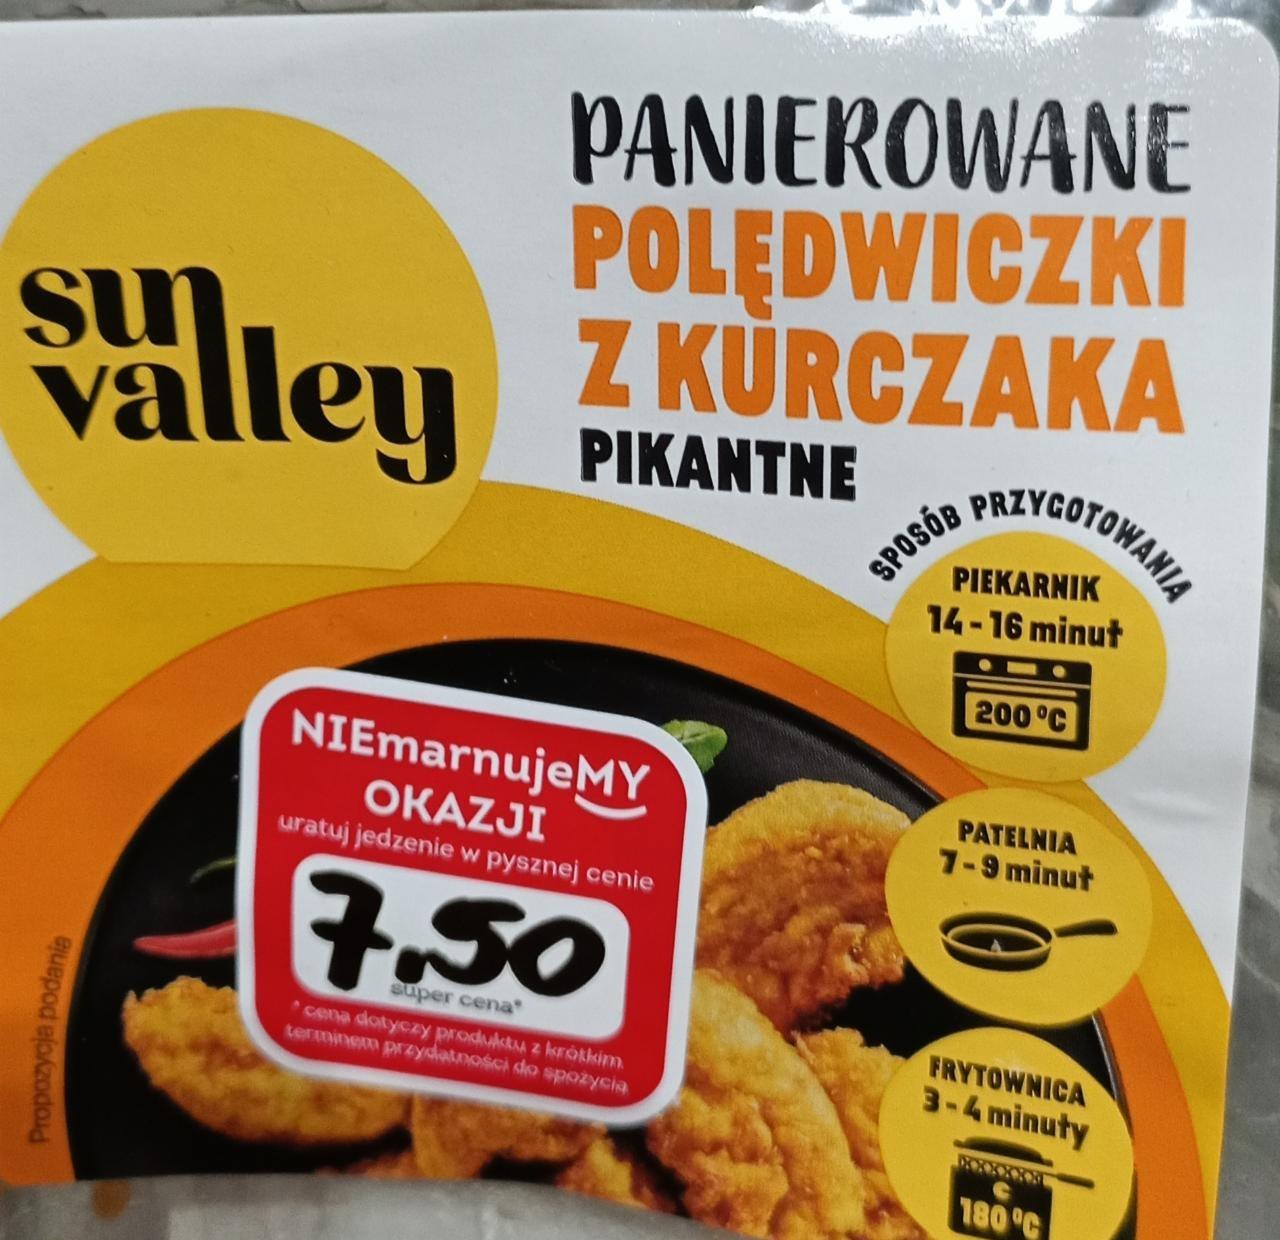 sun
valley
PANIEROWANE
POLĘDWICZKI
Z KURCZAKA
PIKANTNE
SPOSÓB PRZYGOTOWANIA
PIEKARNIK
14 - 16 minut
200 °C
PATELNIA
7 - 9 minut
FRYTOWNICA
3 - 4 minuty
180 °C
NIEmarnujeMY
OKAZJI
uratuj jedzenie w pysznej cenie
7,50
super cena*
* cena dotyczy produktu z krótkim
terminem przydatności do spożycia
Propozycja podania